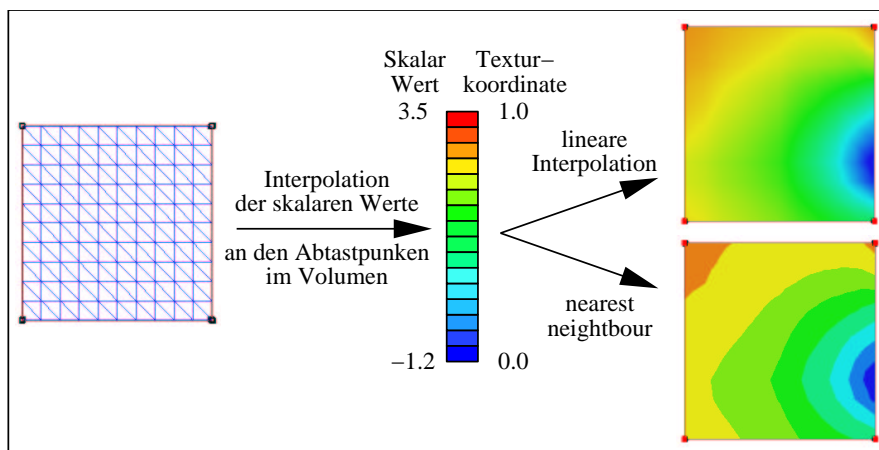 Interpolation
der skalaren Werte
an den Abtastpunken
im Volumen
Skalar
Wert
Textur–
koordinate
3.5
1.0
−1.2
0.0
lineare
Interpolation
nearest
neightbour